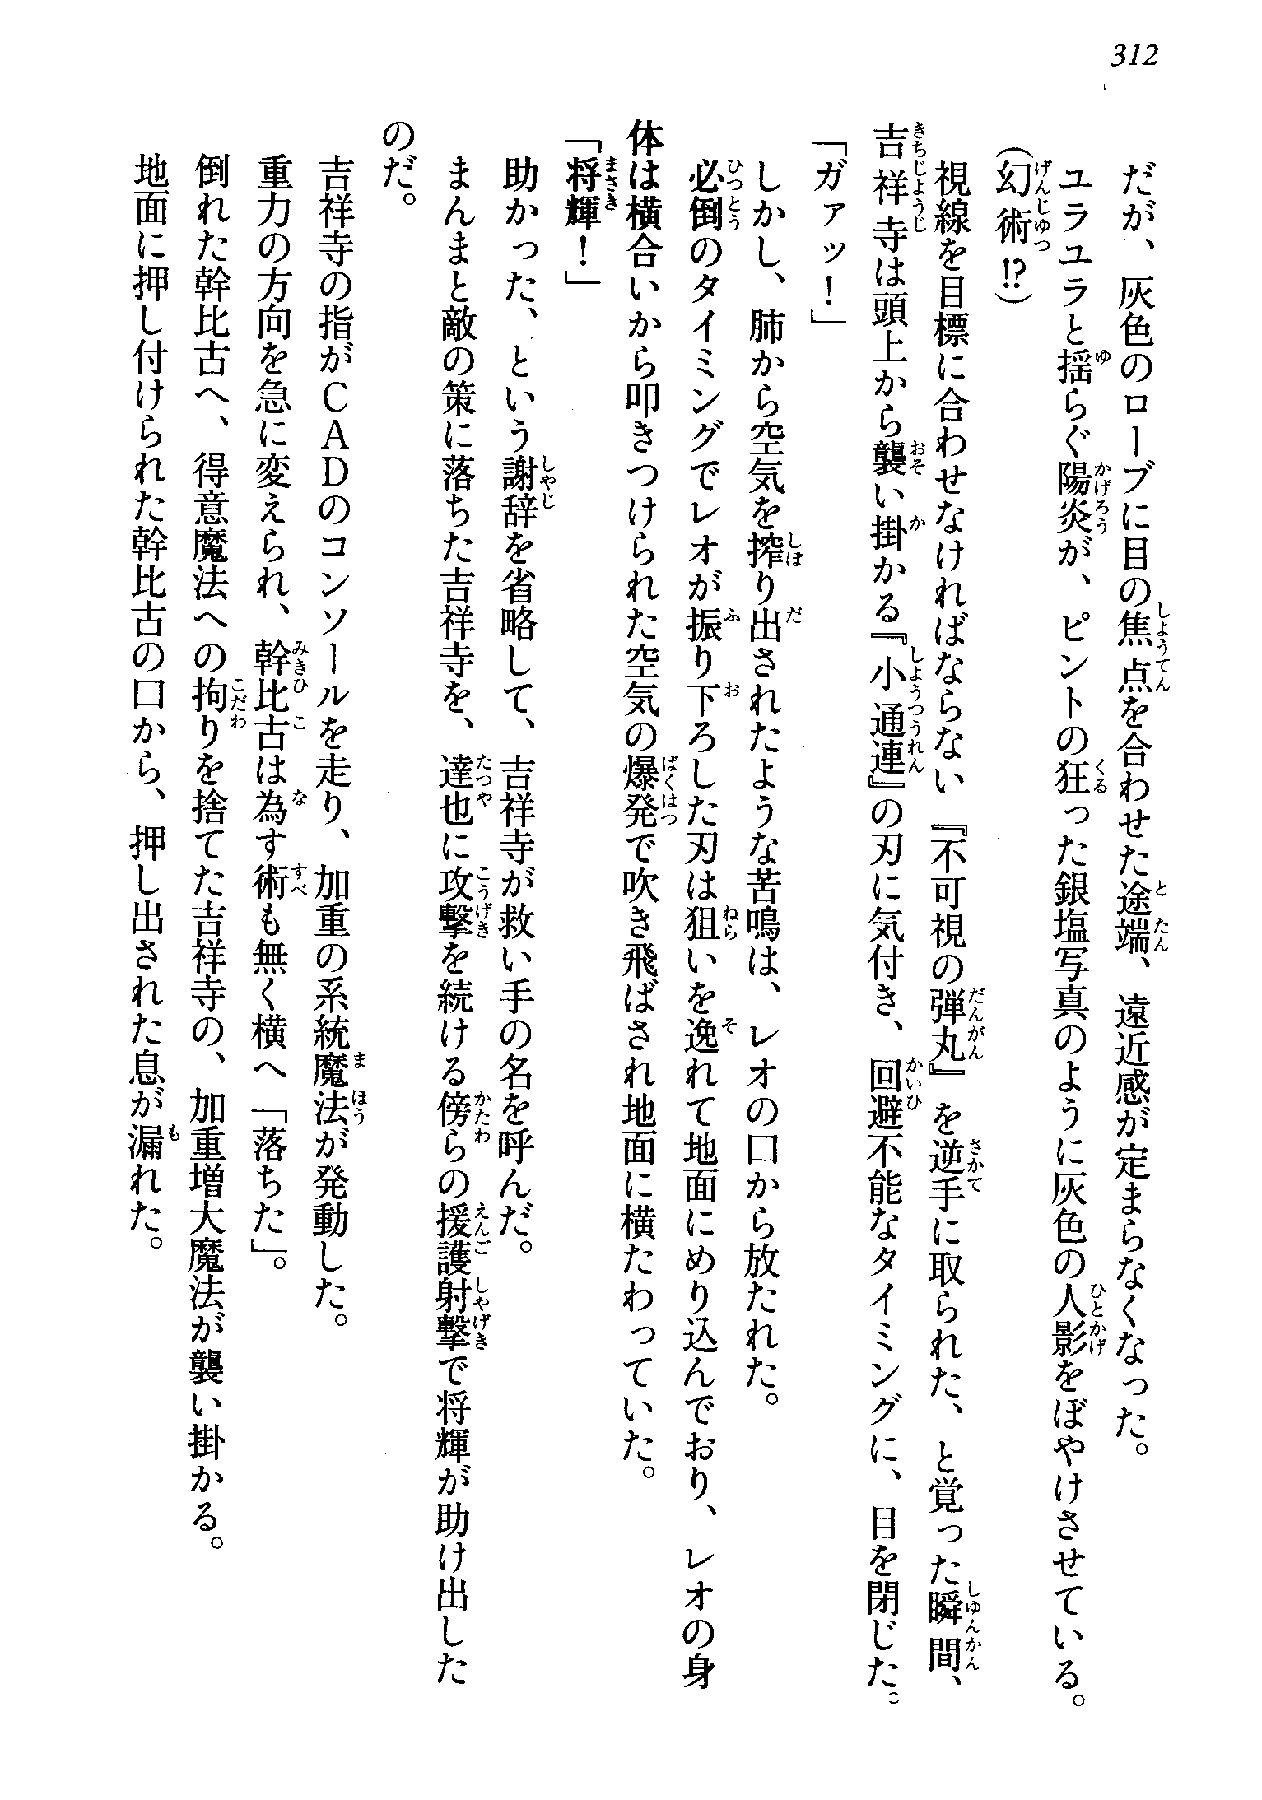 312
だが、灰色のローブに目の焦点を合わせた途端、遠近感が定まらなくなった。
ユラユラと揺らぐ陽炎が、ピントの狂った銀塩写真のように灰色の人影をぼやけさせている。
（幻術!?）
視線を目標に合わせなければならない『不可視の弾丸』を逆手に取られた、と覚った瞬間、
吉祥寺は頭上から襲い掛かる『小通連』の刃に気付き、回避不能なタイミングに、目を閉じた。
「ガァッ！」
しかし、肺から空気を搾り出されたような苦鳴は、レオの口から放たれた。
必倒のタイミングでレオが振り下ろした刃は狙いを逸れて地面にめり込んでおり、レオの身
体は横合いから叩きつけられた空気の爆発で吹き飛ばされ地面に横たわっていた。
「将輝！」
助かった、という謝辞を省略して、吉祥寺が救い手の名を呼んだ。
まんまと敵の策に落ちた吉祥寺を、達也に攻撃を続ける傍らの援護射撃で将輝が助け出した
のだ。
吉祥寺の指がＣＡＤのコンソールを走り、加重の系統魔法が発動した。
重力の方向を急に変えられ、幹比古は為す術も無く横へ「落ちた」。
倒れた幹比古へ、得意魔法への拘りを捨てた吉祥寺の、加重増大魔法が襲い掛かる。
地面に押し付けられた幹比古の口から、押し出された息が漏れた。